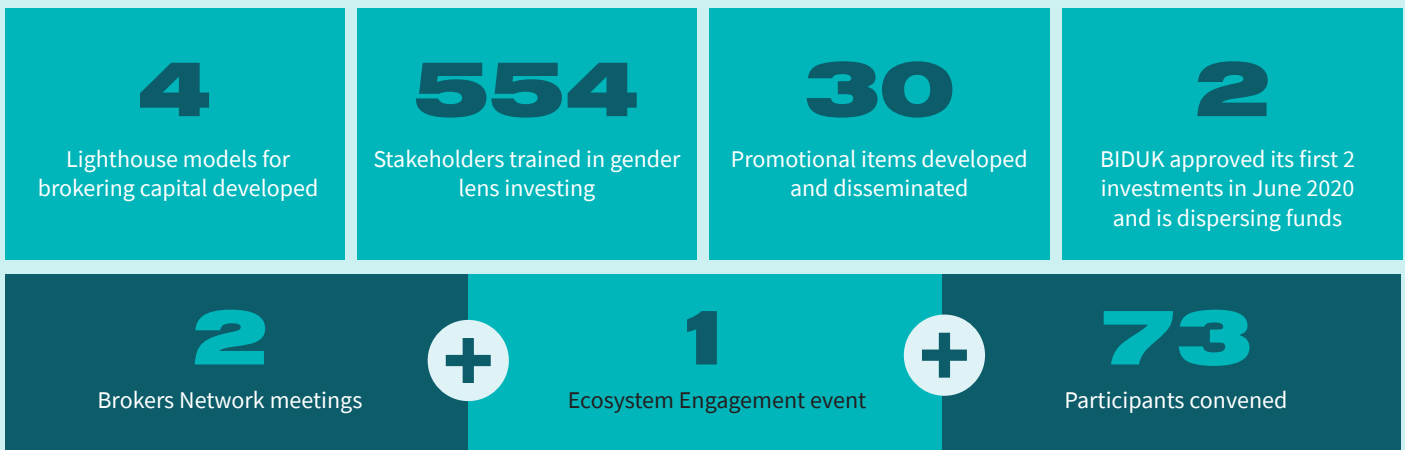 4
Lighthouse models for
brokering capital developed
554
Stakeholders trained in gender
lens investing
30
Promotional items developed
and disseminated
2
BIDUK approved its first 2
investments in June 2020
and is dispersing funds
2
Brokers Network meetings
+
1
Ecosystem Engagement event
+
73
Participants convened